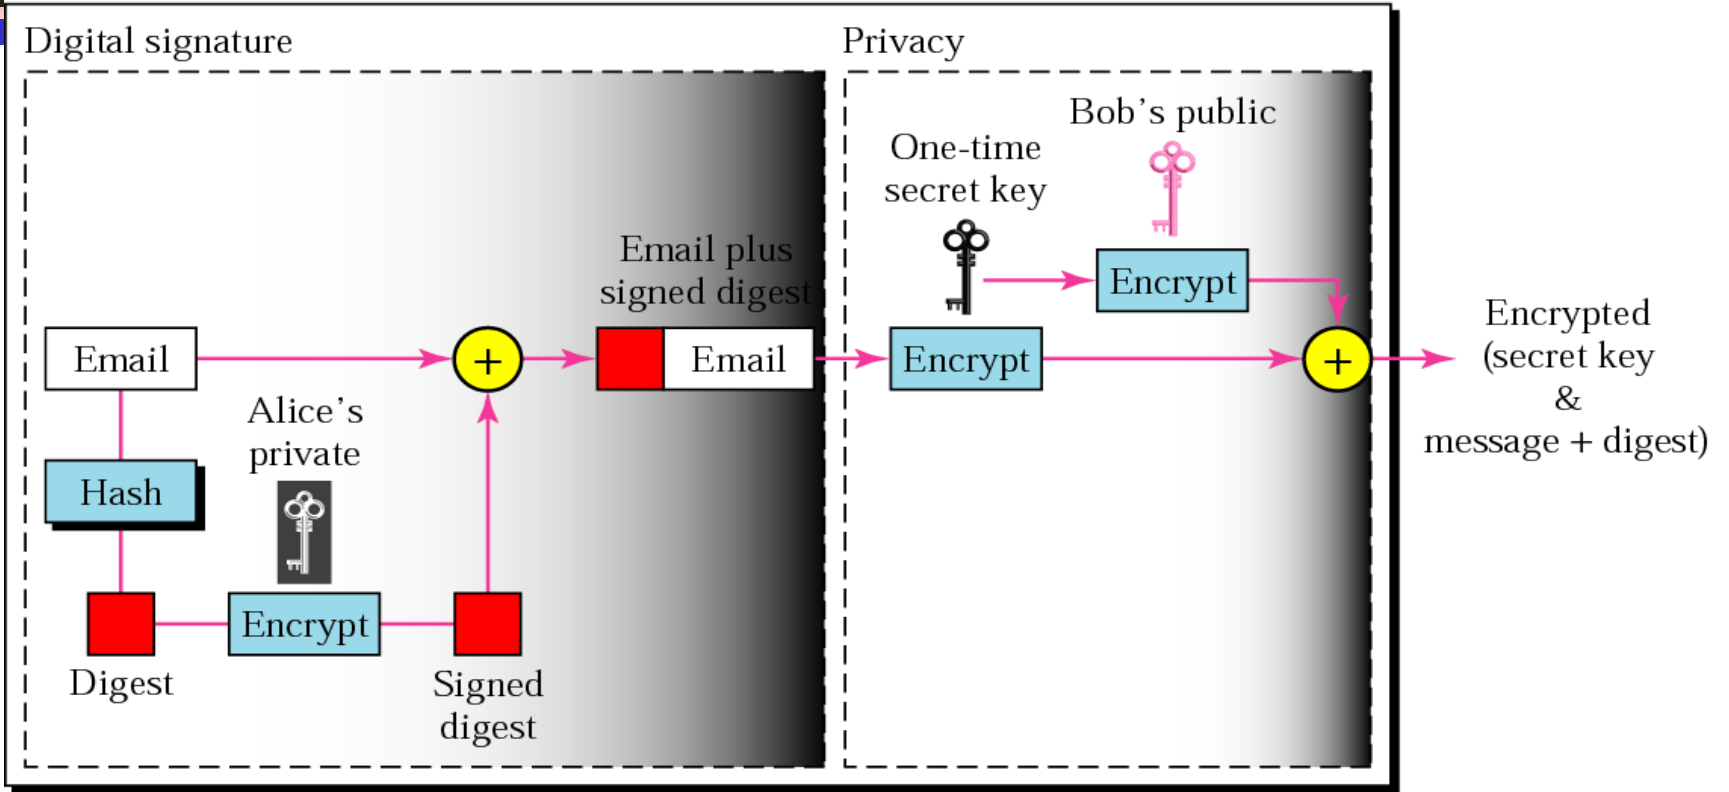 Digital signature
Privacy
Bob’s public
One-time
secret key
Email plus
signed digest
Encrypt
Email
+
Email
Encrypt
+
Encrypted
(secret key
&
message + digest)
Alice’s
private
Hash
Encrypt
Digest
Signed
digest